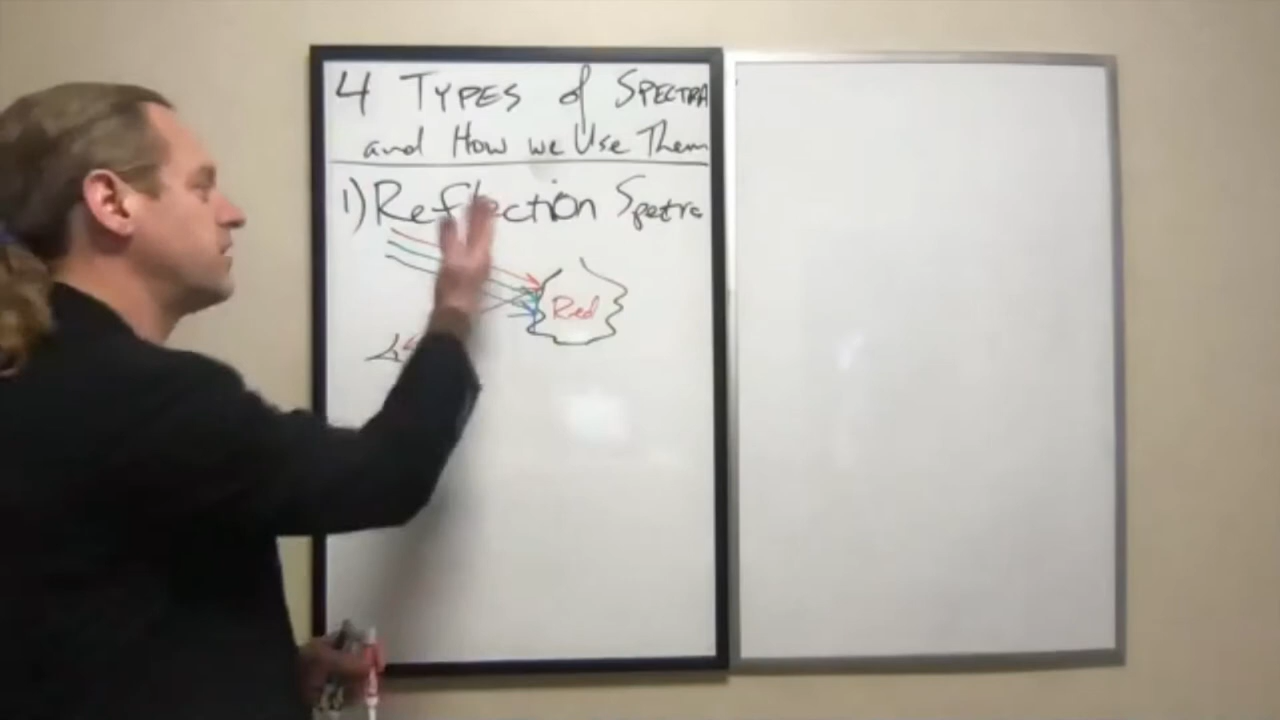 4 TYPES of SPECTRA
and How we Use Them
1) Reflection Spectra
Red